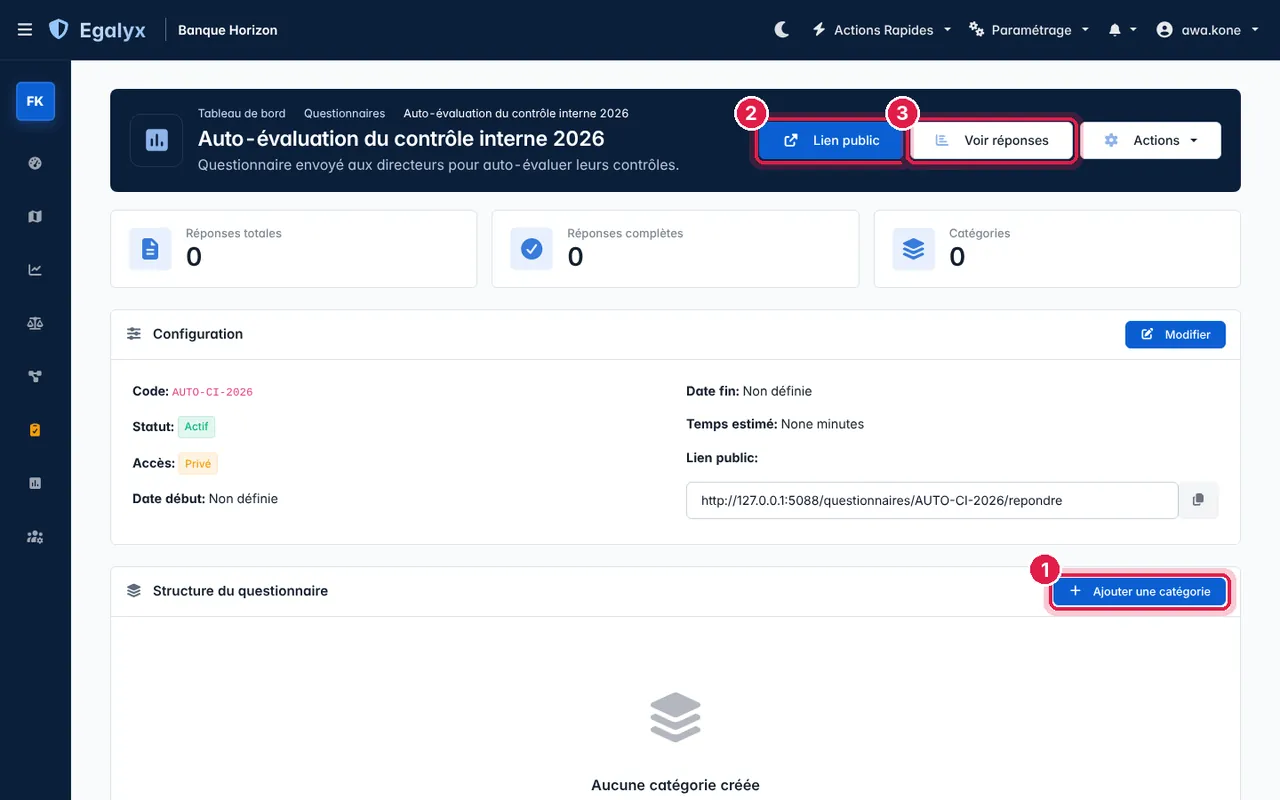 Egalyx
Banque Horizon
Actions Rapides
Paramétrage
awa.kone
FK
Tableau de bord
Questionnaires
Auto-évaluation du contrôle interne 2026
Auto-évaluation du contrôle interne 2026
Questionnaire envoyé aux directeurs pour auto-évaluer leurs contrôles.
2
Lien public
3
Voir réponses
Actions
Réponses totales
0
Réponses complètes
0
Catégories
0
Configuration
Modifier
Code: AUTO-CI-2026
Statut: Actif
Accès: Privé
Date début: Non définie
Date fin: Non définie
Temps estimé: None minutes
Lien public:
http://127.0.0.1:5088/questionnaires/AUTO-CI-2026/repondre
Structure du questionnaire
1
Ajouter une catégorie
Aucune catégorie créée